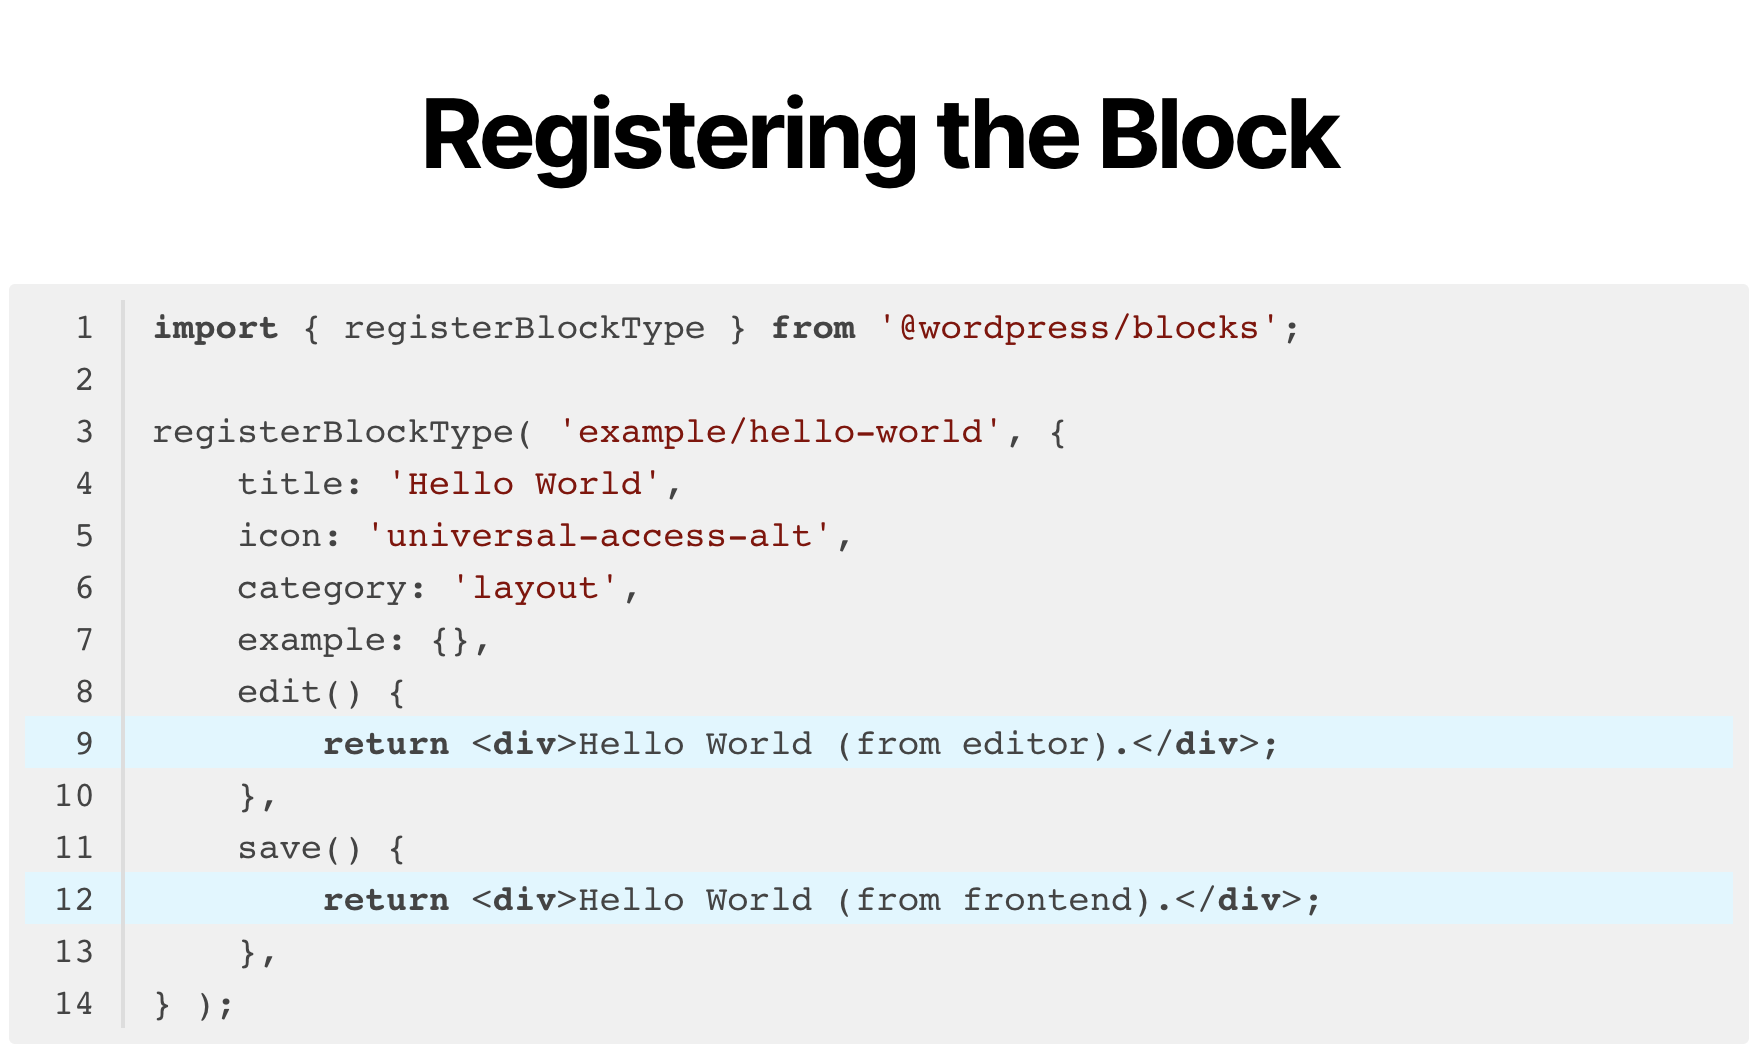 Registering the Block
1 import { registerBlockType } from '@wordpress/blocks';
2
3 registerBlockType( 'example/hello-world', {
4     title: 'Hello World',
5     icon: 'universal-access-alt',
6     category: 'layout',
7     example: {},
8     edit() {
9         return <div>Hello World (from editor).</div>;
10     },
11     save() {
12         return <div>Hello World (from frontend).</div>;
13     },
14 } );